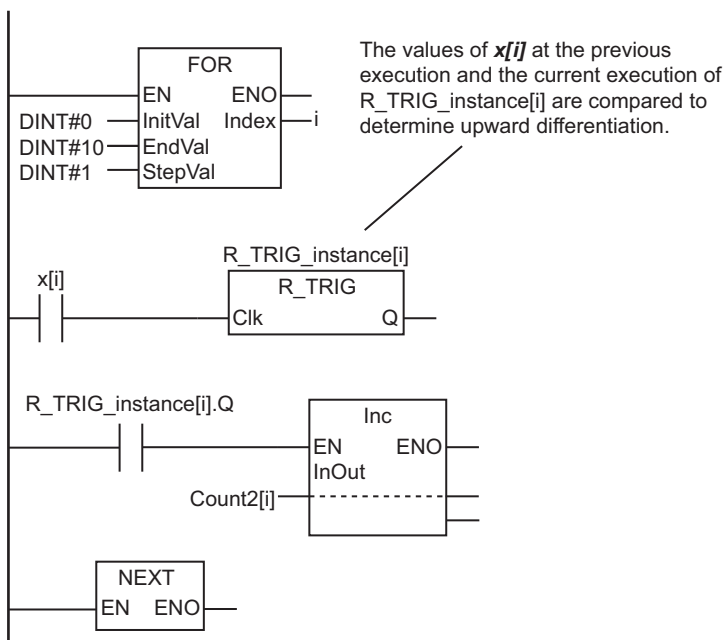 FOR
EN ENO
DINT#0 InitVal Index i
DINT#10 EndVal
DINT#1 StepVal
The values of x[i] at the previous
execution and the current execution of
R_TRIG_instance[i] are compared to
determine upward differentiation.
R_TRIG_instance[i]
x[i]
R_TRIG
Clk Q
R_TRIG_instance[i].Q
Inc
EN ENO
InOut
Count2[i]
NEXT
EN ENO